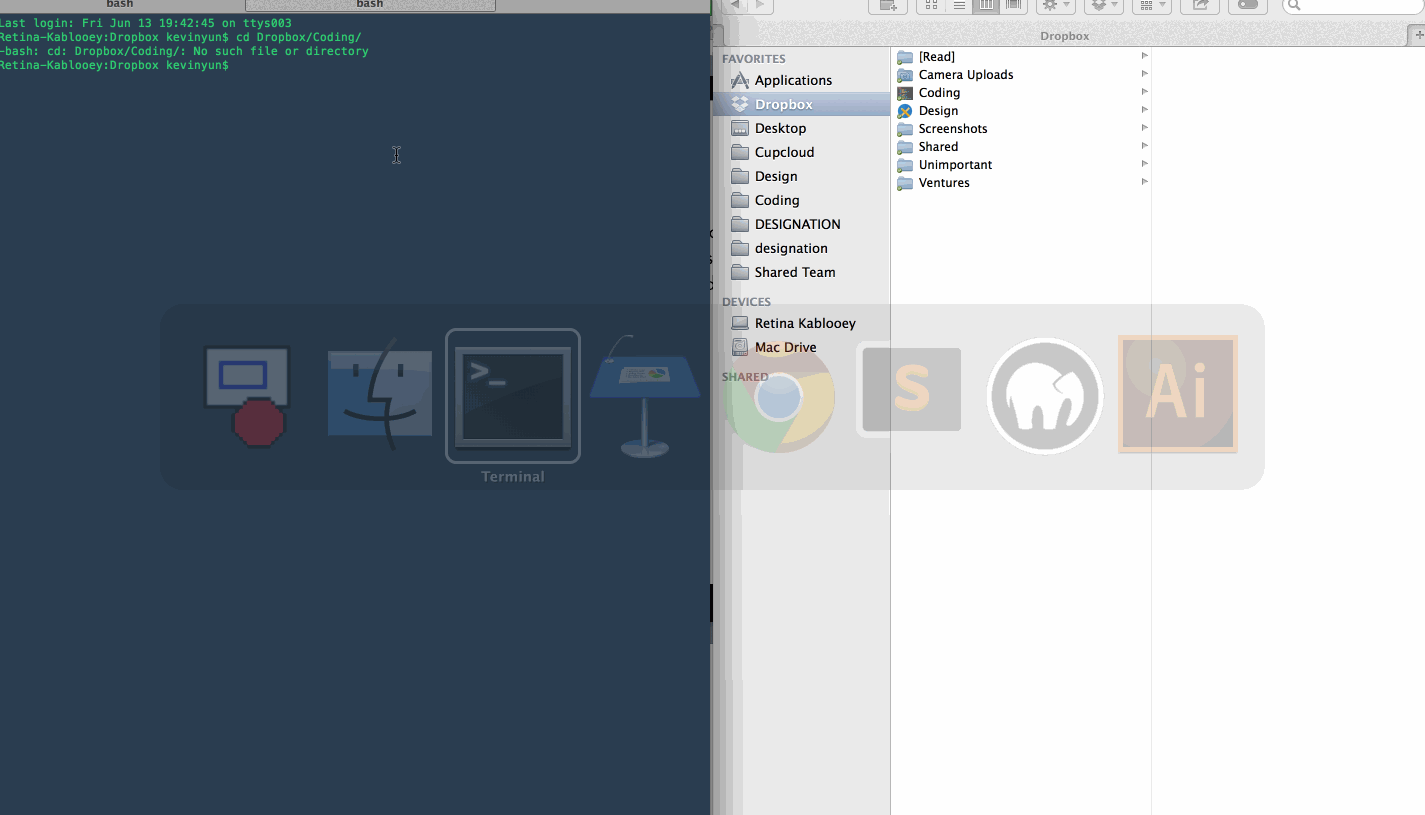 bash
bash
Last login: Fri Jun 13 19:42:45 on ttys003
Retina-Kablooey:Dropbox kevinyun$ cd Dropbox/Coding/
-bash: cd: Dropbox/Coding/: No such file or directory
Retina-Kablooey:Dropbox kevinyun$
Dropbox
FAVORITES
Applications
Dropbox
Desktop
Cupcloud
Design
Coding
DESIGNATION
designation
Shared Team
DEVICES
Retina Kablooey
Mac Drive
SHARED
[Read]
Camera Uploads
Coding
Design
Screenshots
Shared
Unimportant
Ventures
>_
S
Ai
Terminal